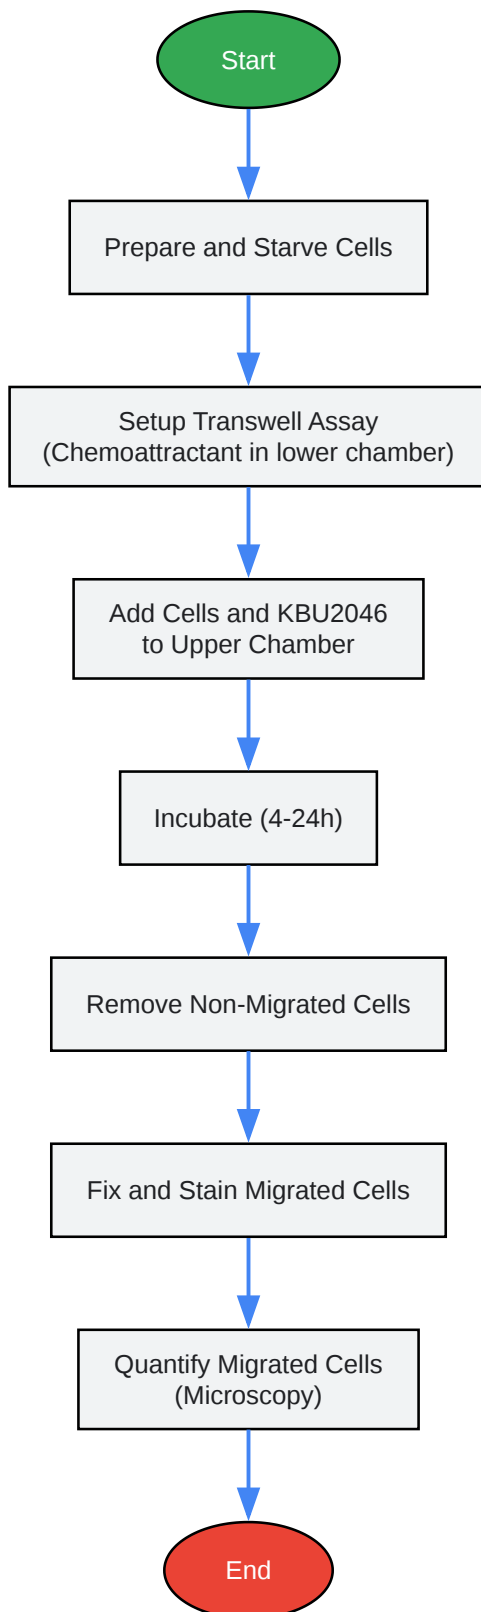 Start
Prepare and Starve Cells
Setup Transwell Assay
(Chemoattractant in lower chamber)
Add Cells and KBU2046
to Upper Chamber
Incubate (4-24h)
Remove Non-Migrated Cells
Fix and Stain Migrated Cells
Quantify Migrated Cells
(Microscopy)
End